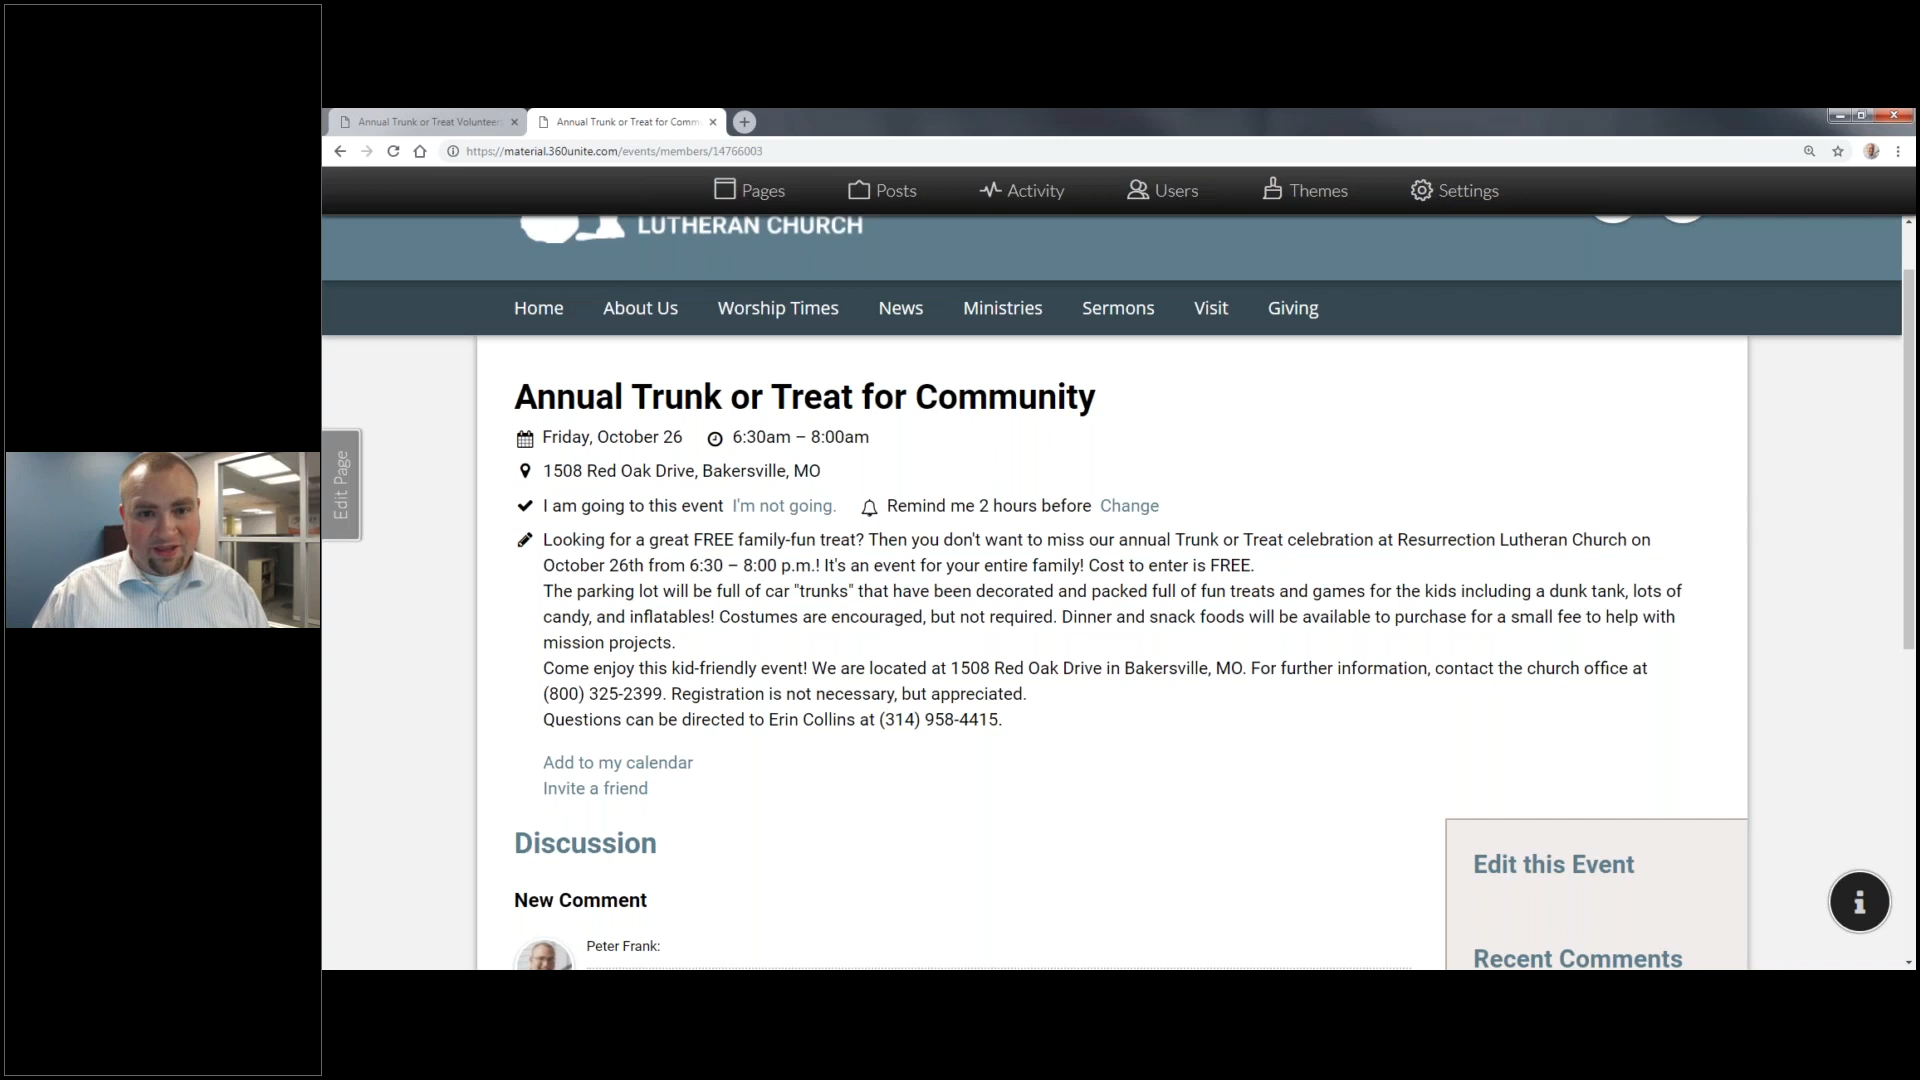 Annual Trunk or Treat Volunteer
Annual Trunk or Treat for Comm
https://material.360unite.com/events/members/14766003
Pages Posts Activity Users Themes Settings
LUTHERAN CHURCH
Home About Us Worship Times News Ministries Sermons Visit Giving
Edit Page
Annual Trunk or Treat for Community
Friday, October 26 6:30am – 8:00am
1508 Red Oak Drive, Bakersville, MO
I am going to this event I'm not going. Remind me 2 hours before Change
Looking for a great FREE family-fun treat? Then you don't want to miss our annual Trunk or Treat celebration at Resurrection Lutheran Church on
October 26th from 6:30 – 8:00 p.m.! It's an event for your entire family! Cost to enter is FREE.
The parking lot will be full of car "trunks" that have been decorated and packed full of fun treats and games for the kids including a dunk tank, lots of
candy, and inflatables! Costumes are encouraged, but not required. Dinner and snack foods will be available to purchase for a small fee to help with
mission projects.
Come enjoy this kid-friendly event! We are located at 1508 Red Oak Drive in Bakersville, MO. For further information, contact the church office at
(800) 325-2399. Registration is not necessary, but appreciated.
Questions can be directed to Erin Collins at (314) 958-4415.
Add to my calendar
Invite a friend
Discussion
Edit this Event
New Comment
Peter Frank:
Recent Comments